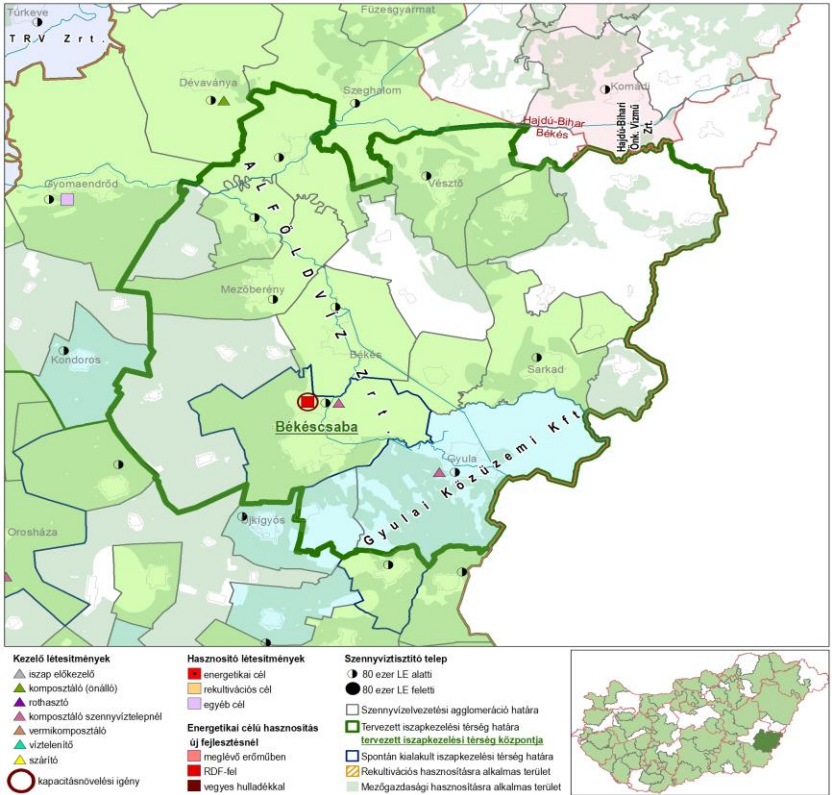 Túrkeve
TRV Zrt.
Füzesgyarmat
Dévaványa
Szeghalom
Komádi
Hajdú-Bihar
Békés
Hajdú-Bihari
Önk. Vízmű
Zrt.
Gyomaendrőd
Vésztő
ALFÖLDVÍZ Zrt.
Mezőberény
Kondoros
Békés
Sarkad
Békéscsaba
Gyula
Gyulai Közüzemi Kft
Újkígyós
Orosháza
Kezelő létesítmények
iszap előkezelő
komposztáló (önálló)
rothasztó
komposztáló szennyvíztelepnél
vermikomposztáló
víztelenítő
szárító
kapacitásnövelési igény
Hasznosító létesítmények
energetikai cél
rekultivációs cél
egyéb cél
Energetikai célú hasznosítás
új fejlesztésnél
meglévő erőműben
RDF-fel
vegyes hulladékkal
Szennyvíztisztító telep
80 ezer LE alatti
80 ezer LE feletti
Szennyvízelvezetési agglomeráció határa
Tervezett iszapkezelési térség határa
tervezett iszapkezelési térség központja
Spontán kialakult iszapkezelési térség határa
Rekultivációs hasznosításra alkalmas terület
Mezőgazdasági hasznosításra alkalmas terület